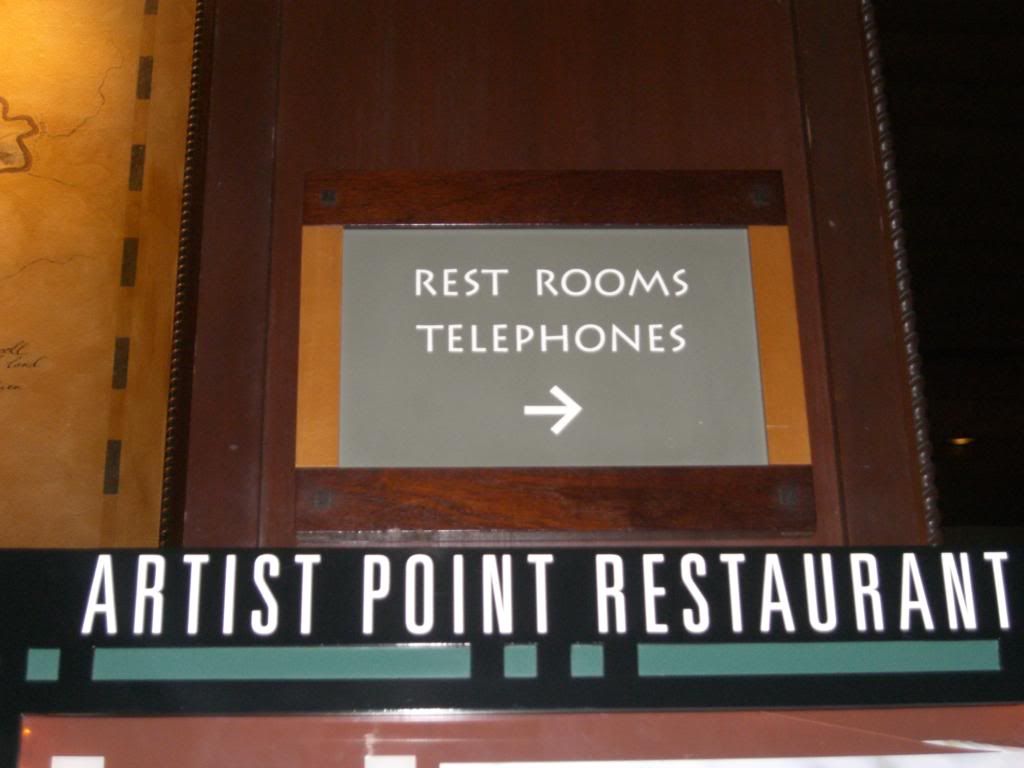 REST ROOMS
TELEPHONES
→
ARTIST POINT RESTAURANT